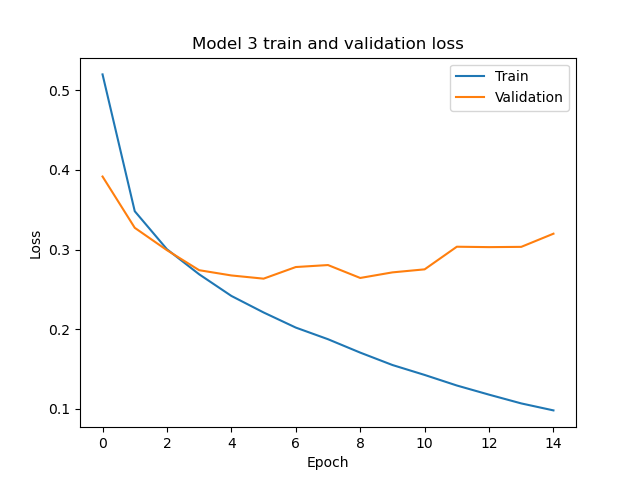 Model 3 train and validation loss
Train
Validation
0.5
0.4
0.3
0.2
0.1
Loss
0 2 4 6 8 10 12 14
Epoch